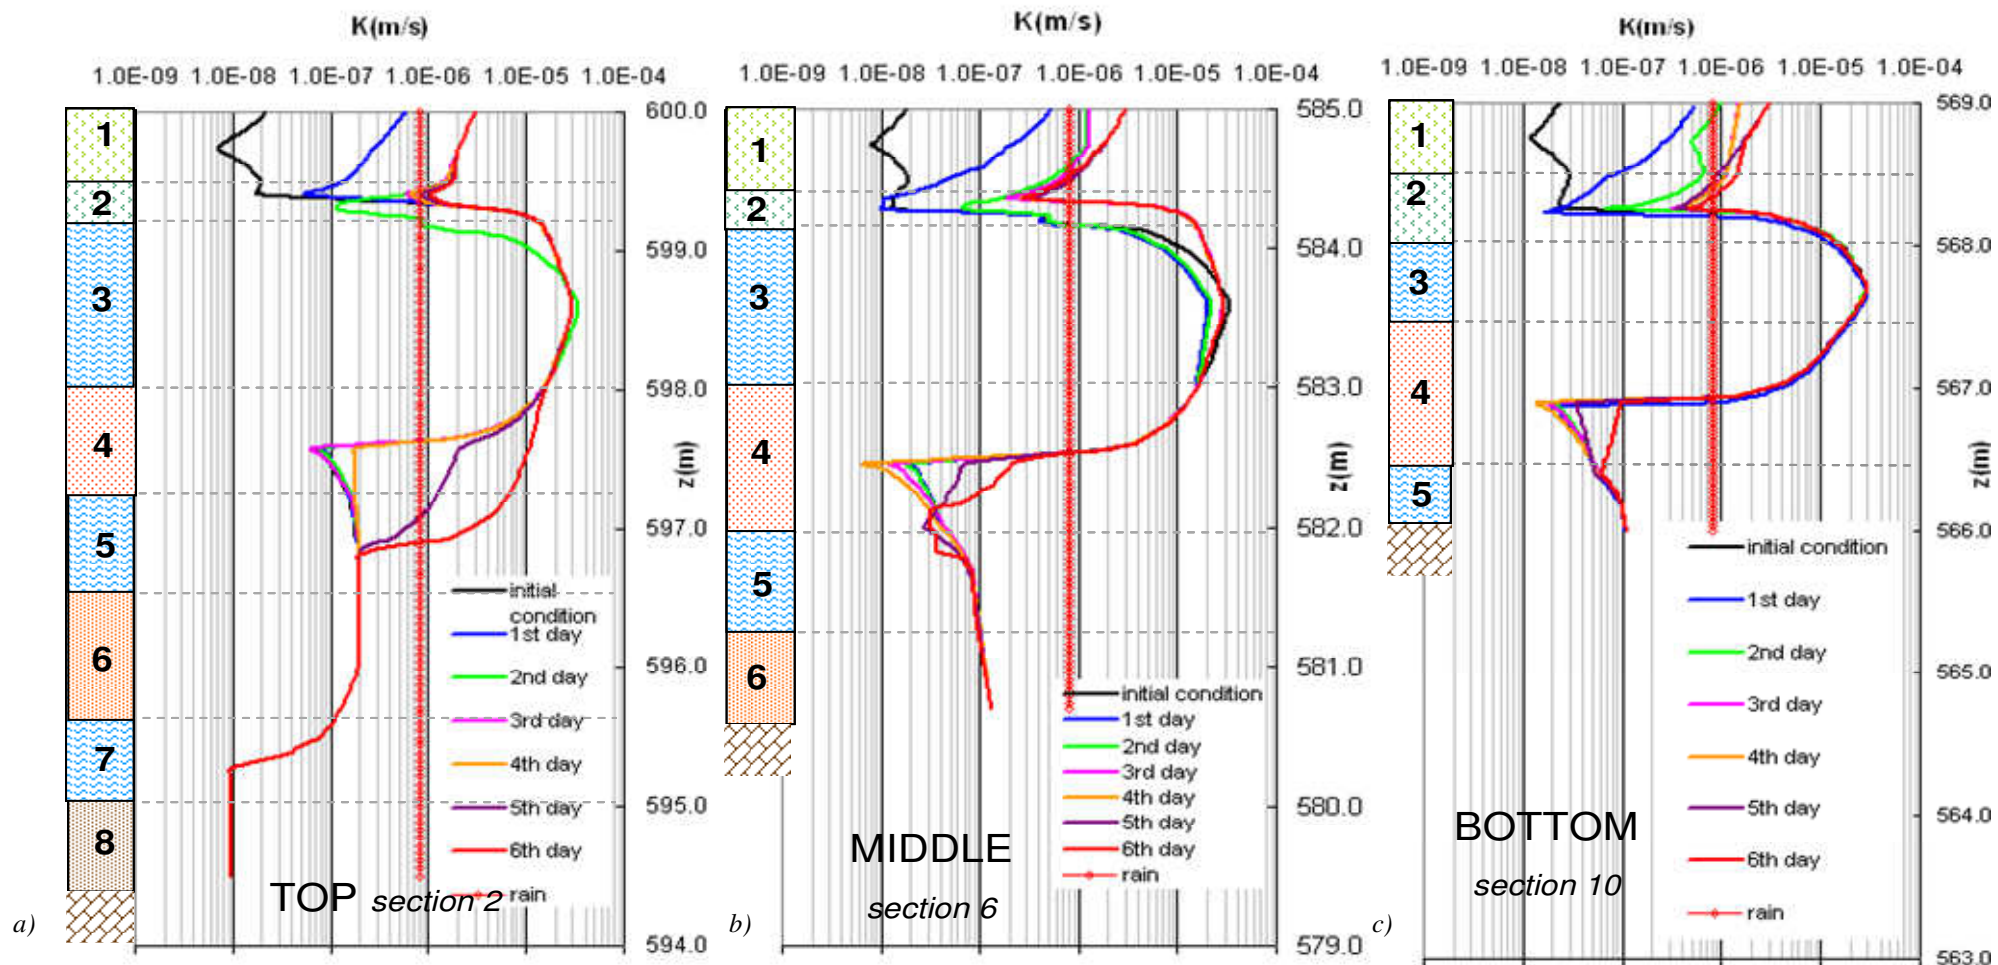 K(m/s)
1.0E-09 1.0E-08 1.0E-07 1.0E-06 1.0E-05 1.0E-04
1
2
3
4
5
6
7
8
600.0
599.0
598.0
597.0
596.0
595.0
594.0
z(m)
initial
condition
1st day
2nd day
3rd day
4th day
5th day
6th day
rain
TOP section 2
a)
K(m/s)
1.0E-09 1.0E-08 1.0E-07 1.0E-06 1.0E-05 1.0E-04
1
2
3
4
5
6
585.0
584.0
583.0
582.0
581.0
580.0
579.0
z(m)
initial condition
1st day
2nd day
3rd day
4th day
5th day
6th day
rain
MIDDLE
section 6
b)
K(m/s)
1.0E-09 1.0E-08 1.0E-07 1.0E-06 1.0E-05 1.0E-04
1
2
3
4
5
569.0
568.0
567.0
566.0
565.0
564.0
563.0
z(m)
initial condition
1st day
2nd day
3rd day
4th day
5th day
6th day
rain
BOTTOM
section 10
c)